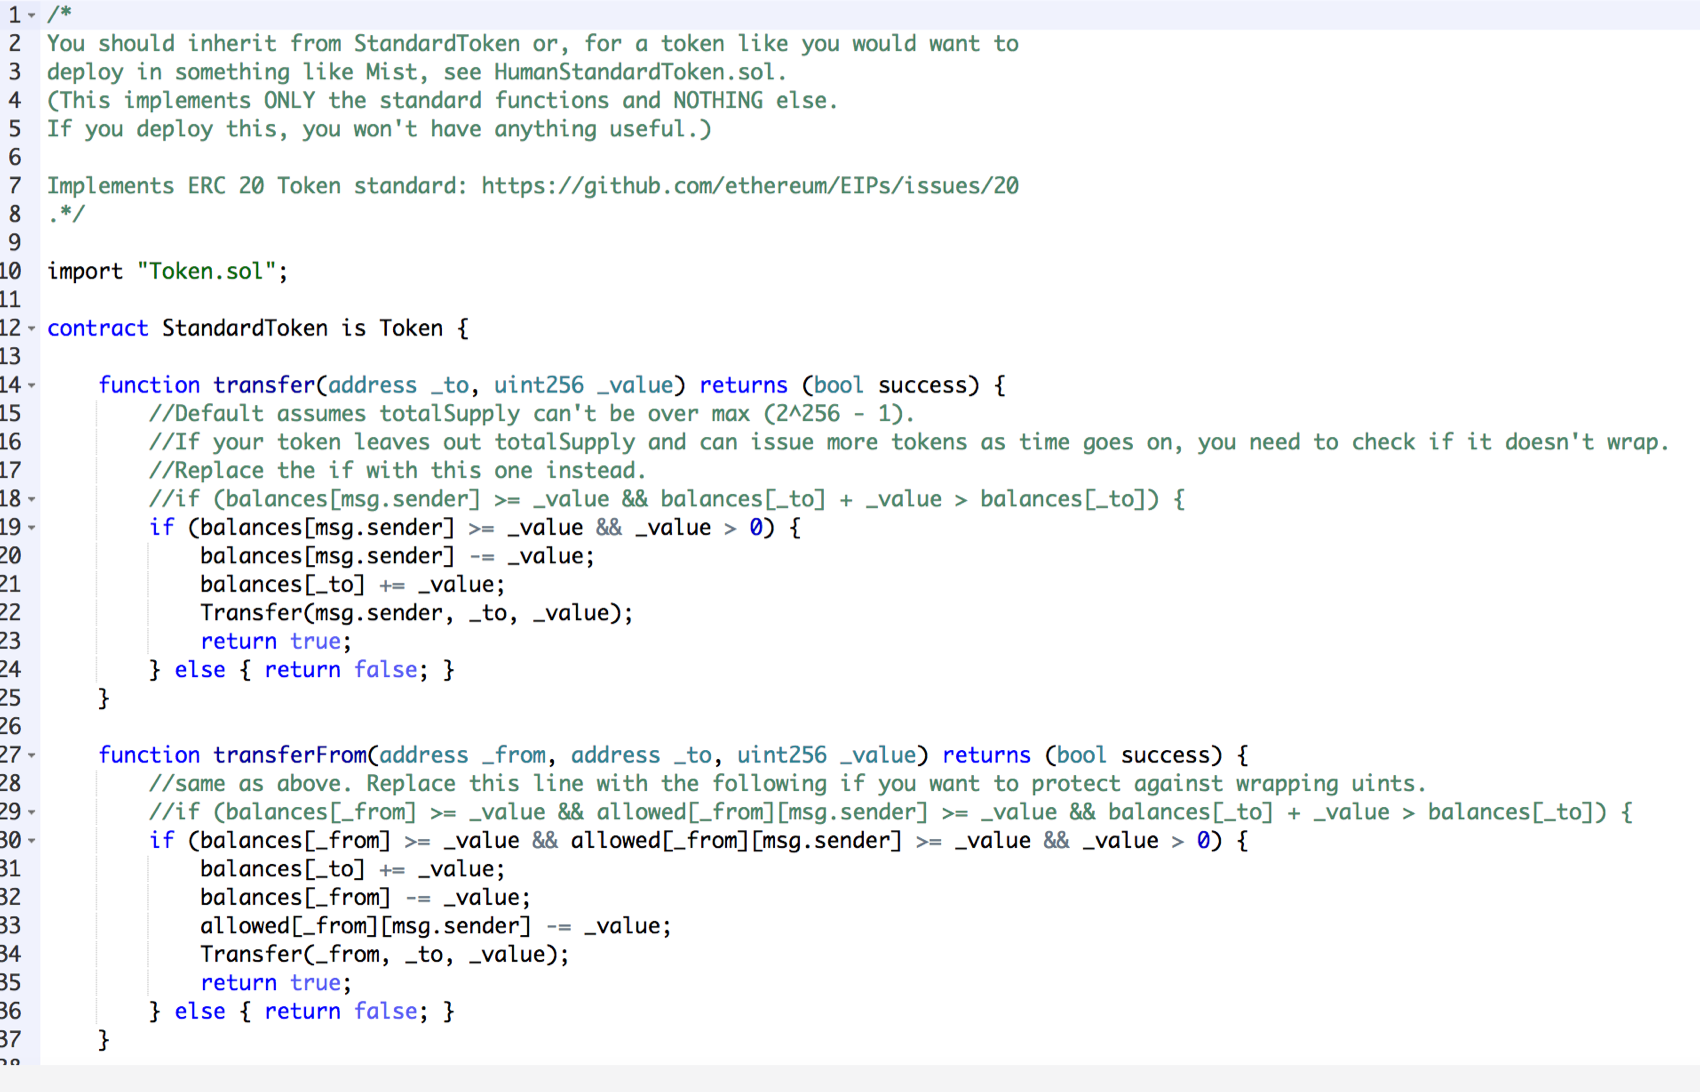 1 /*
2 You should inherit from StandardToken or, for a token like you would want to
3 deploy in something like Mist, see HumanStandardToken.sol.
4 (This implements ONLY the standard functions and NOTHING else.
5 If you deploy this, you won't have anything useful.)
6
7 Implements ERC 20 Token standard: https://github.com/ethereum/EIPs/issues/20
8 .*/
9
10 import "Token.sol";
11
12 contract StandardToken is Token {
13
14     function transfer(address _to, uint256 _value) returns (bool success) {
15         //Default assumes totalSupply can't be over max (2^256 - 1).
16         //If your token leaves out totalSupply and can issue more tokens as time goes on, you need to check if it doesn't wrap.
17         //Replace the if with this one instead.
18         //if (balances[msg.sender] >= _value && balances[_to] + _value > balances[_to]) {
19         if (balances[msg.sender] >= _value && _value > 0) {
20             balances[msg.sender] -= _value;
21             balances[_to] += _value;
22             Transfer(msg.sender, _to, _value);
23             return true;
24         } else { return false; }
25     }
26
27     function transferFrom(address _from, address _to, uint256 _value) returns (bool success) {
28         //same as above. Replace this line with the following if you want to protect against wrapping uints.
29         //if (balances[_from] >= _value && allowed[_from][msg.sender] >= _value && balances[_to] + _value > balances[_to]) {
30         if (balances[_from] >= _value && allowed[_from][msg.sender] >= _value && _value > 0) {
31             balances[_to] += _value;
32             balances[_from] -= _value;
33             allowed[_from][msg.sender] -= _value;
34             Transfer(_from, _to, _value);
35             return true;
36         } else { return false; }
37     }